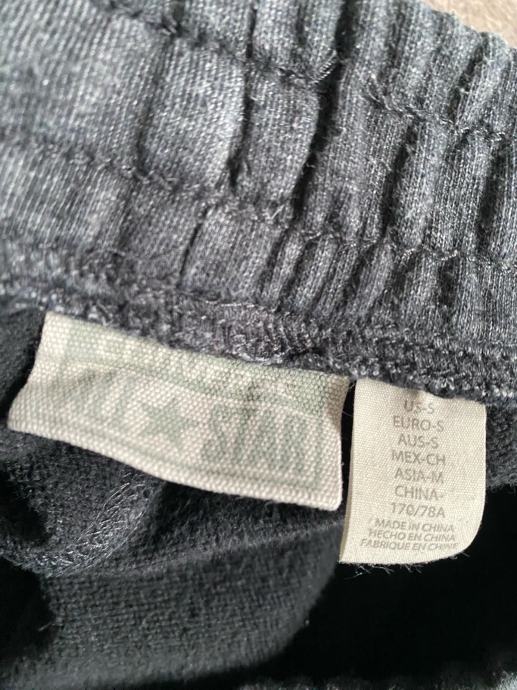 ALL ★ STAR
US-S
EURO-S
AUS-S
MEX-CH
ASIA-M
CHINA-
170/78A
MADE IN CHINA
HECHO EN CHINA
FABRIQUE EN CHINE